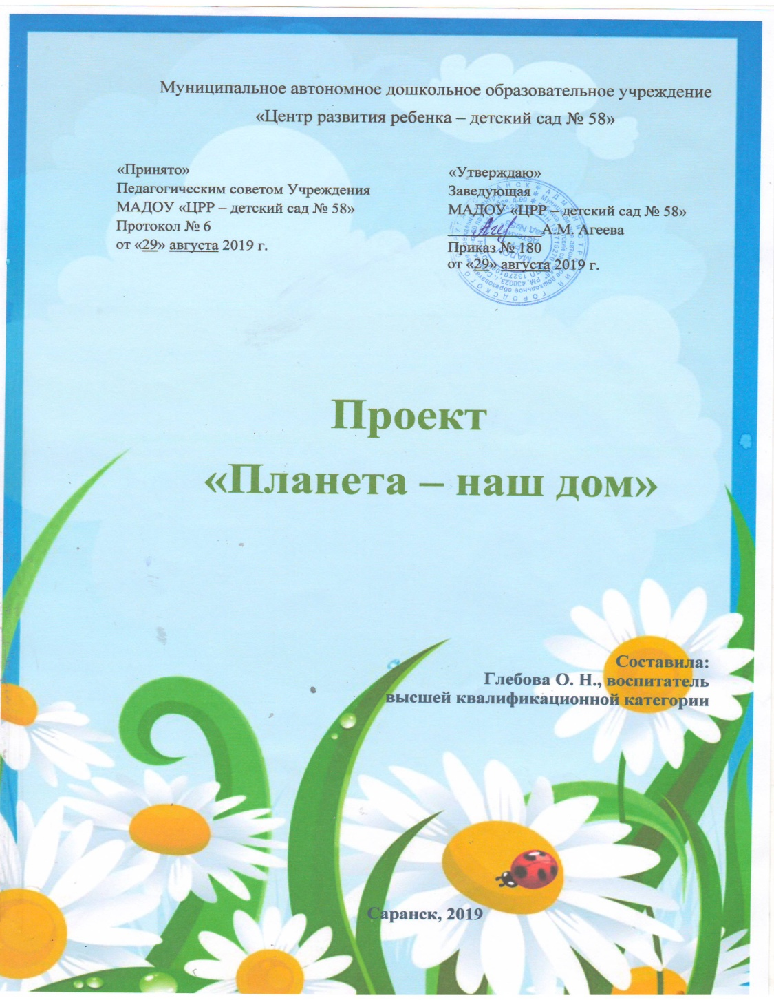 Муниципальное автономное дошкольное образовательное учреждение
«Центр развития ребенка – детский сад № 58»
«Принято»
Педагогическим советом Учреждения
МАДОУ «ЦРР – детский сад № 58»
Протокол № 6
от «29» августа 2019 г.
«Утверждаю»
Заведующая
МАДОУ «ЦРР – детский сад № 58»
А.М. Агеева
Приказ № 180
от «29» августа 2019 г.
Проект
«Планета – наш дом»
Составила:
Глебова О. Н., воспитатель
высшей квалификационной категории
Саранск, 2019